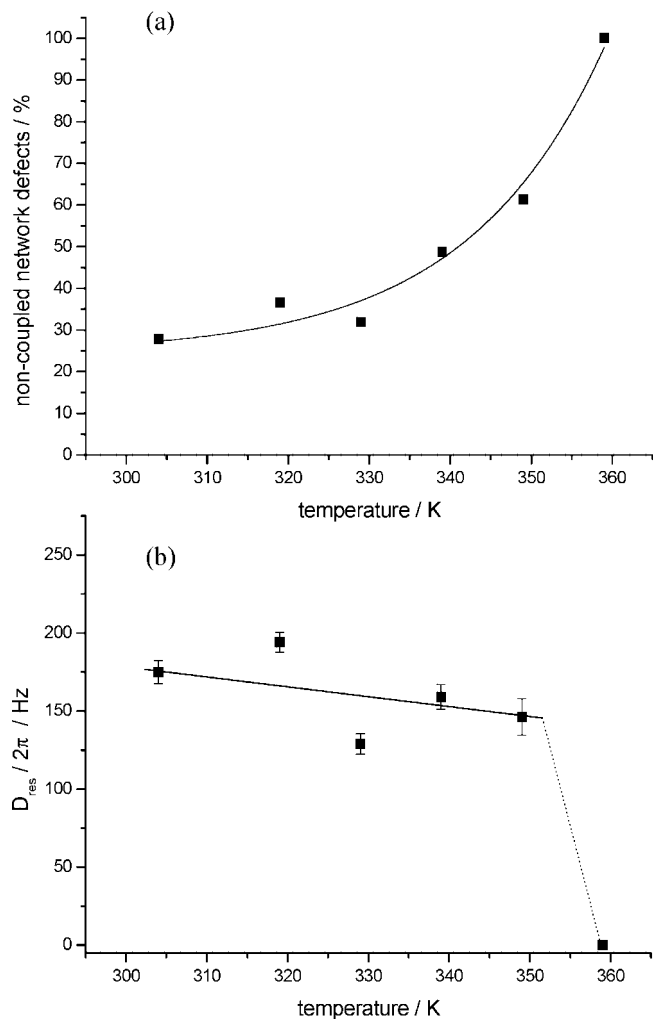 (a)
non-coupled network defects / %
100
90
80
70
60
50
40
30
20
10
0
300 310 320 330 340 350 360
temperature / K
(b)
D_res / 2π / Hz
250
200
150
100
50
0
300 310 320 330 340 350 360
temperature / K